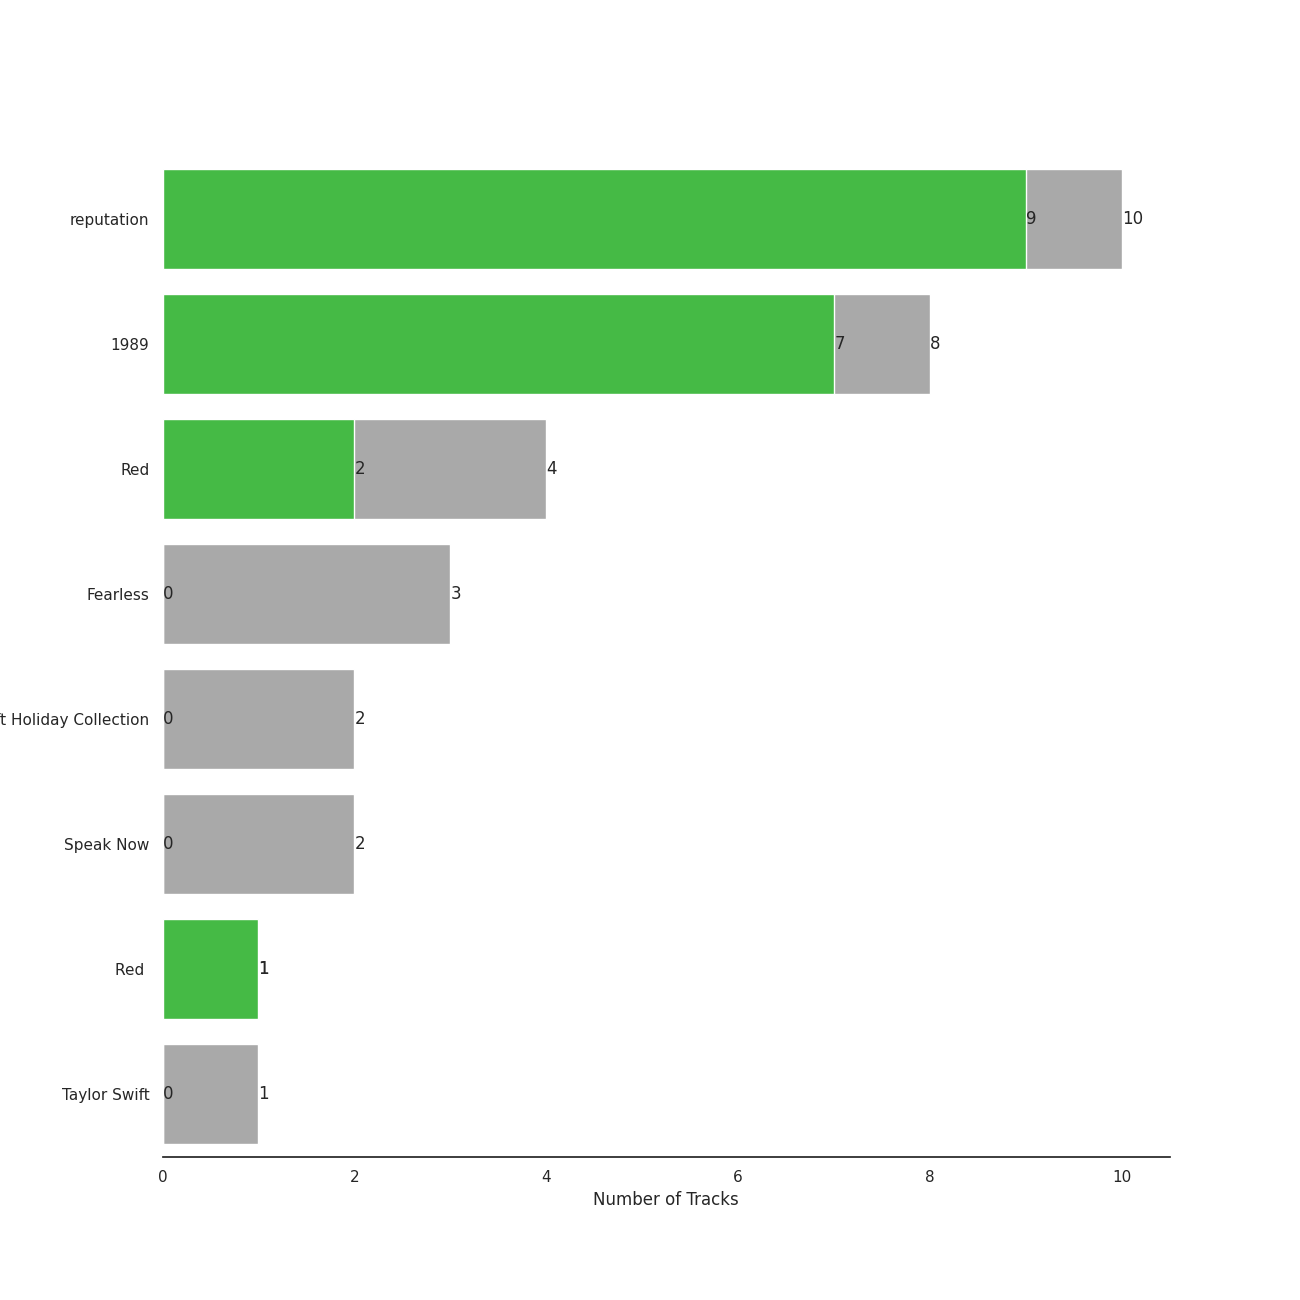 reputation 9 10
1989 7 8
Red 2 4
Fearless 0 3
Holiday Collection 0 2
Speak Now 0 2
Red 1
Taylor Swift 0 1
0 2 4 6 8 10
Number of Tracks